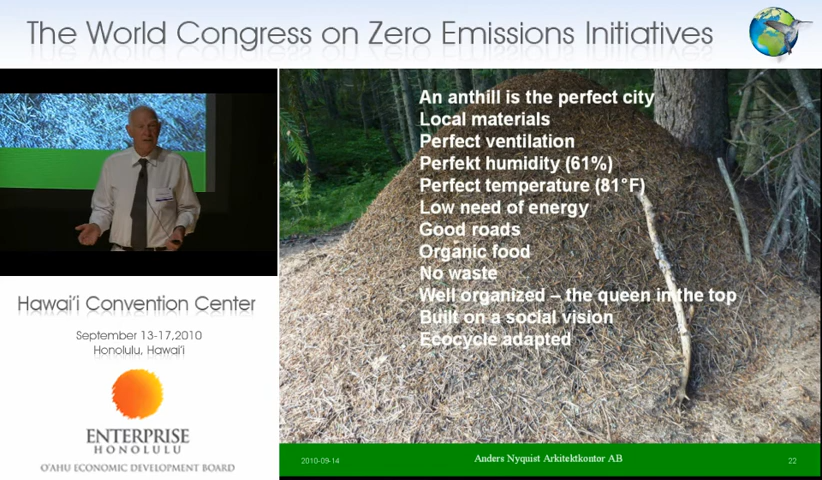 The World Congress on Zero Emissions Initiatives
An anthill is the perfect city
Local materials
Perfect ventilation
Perfekt humidity (61%)
Perfect temperature (81°F)
Low need of energy
Good roads
Organic food
No waste
Well organized – the queen in the top
Built on a social vision
Ecocycle adapted
2010-09-14
Anders Nyquist Arkitektkontor AB
22
Hawai'i Convention Center
September 13-17,2010
Honolulu, Hawai'i
ENTERPRISE
HONOLULU
O'AHU ECONOMIC DEVELOPMENT BOARD